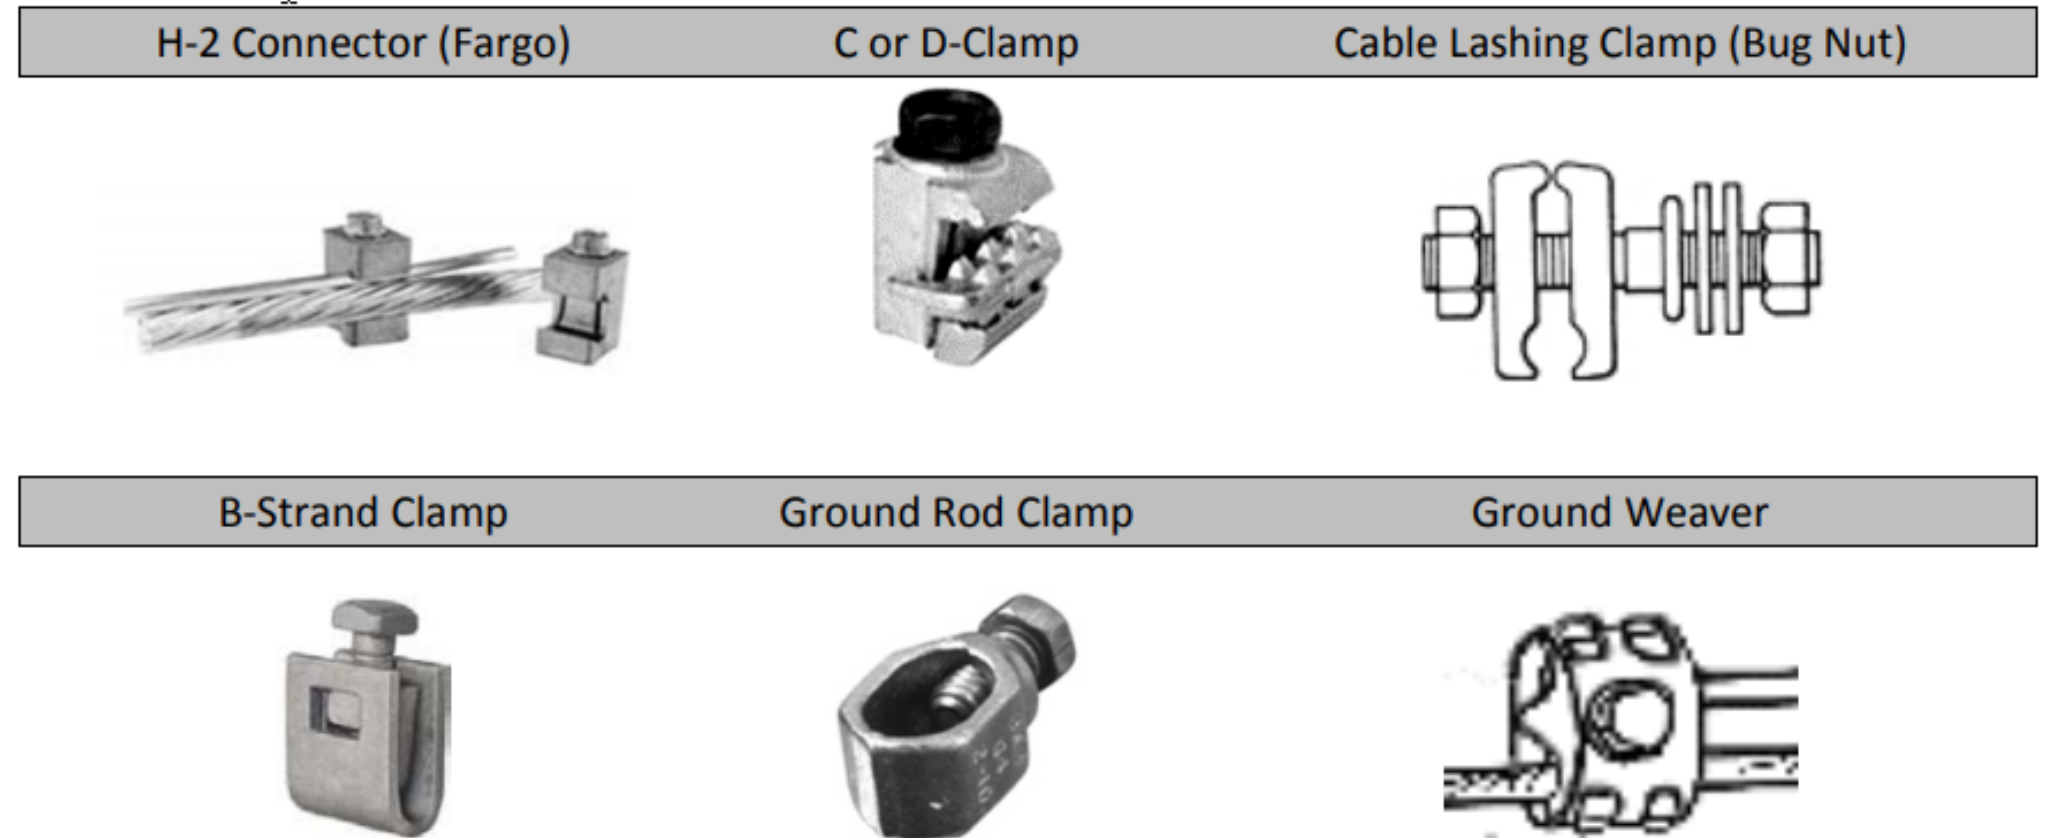 H-2 Connector (Fargo) C or D-Clamp Cable Lashing Clamp (Bug Nut)
B-Strand Clamp Ground Rod Clamp Ground Weaver